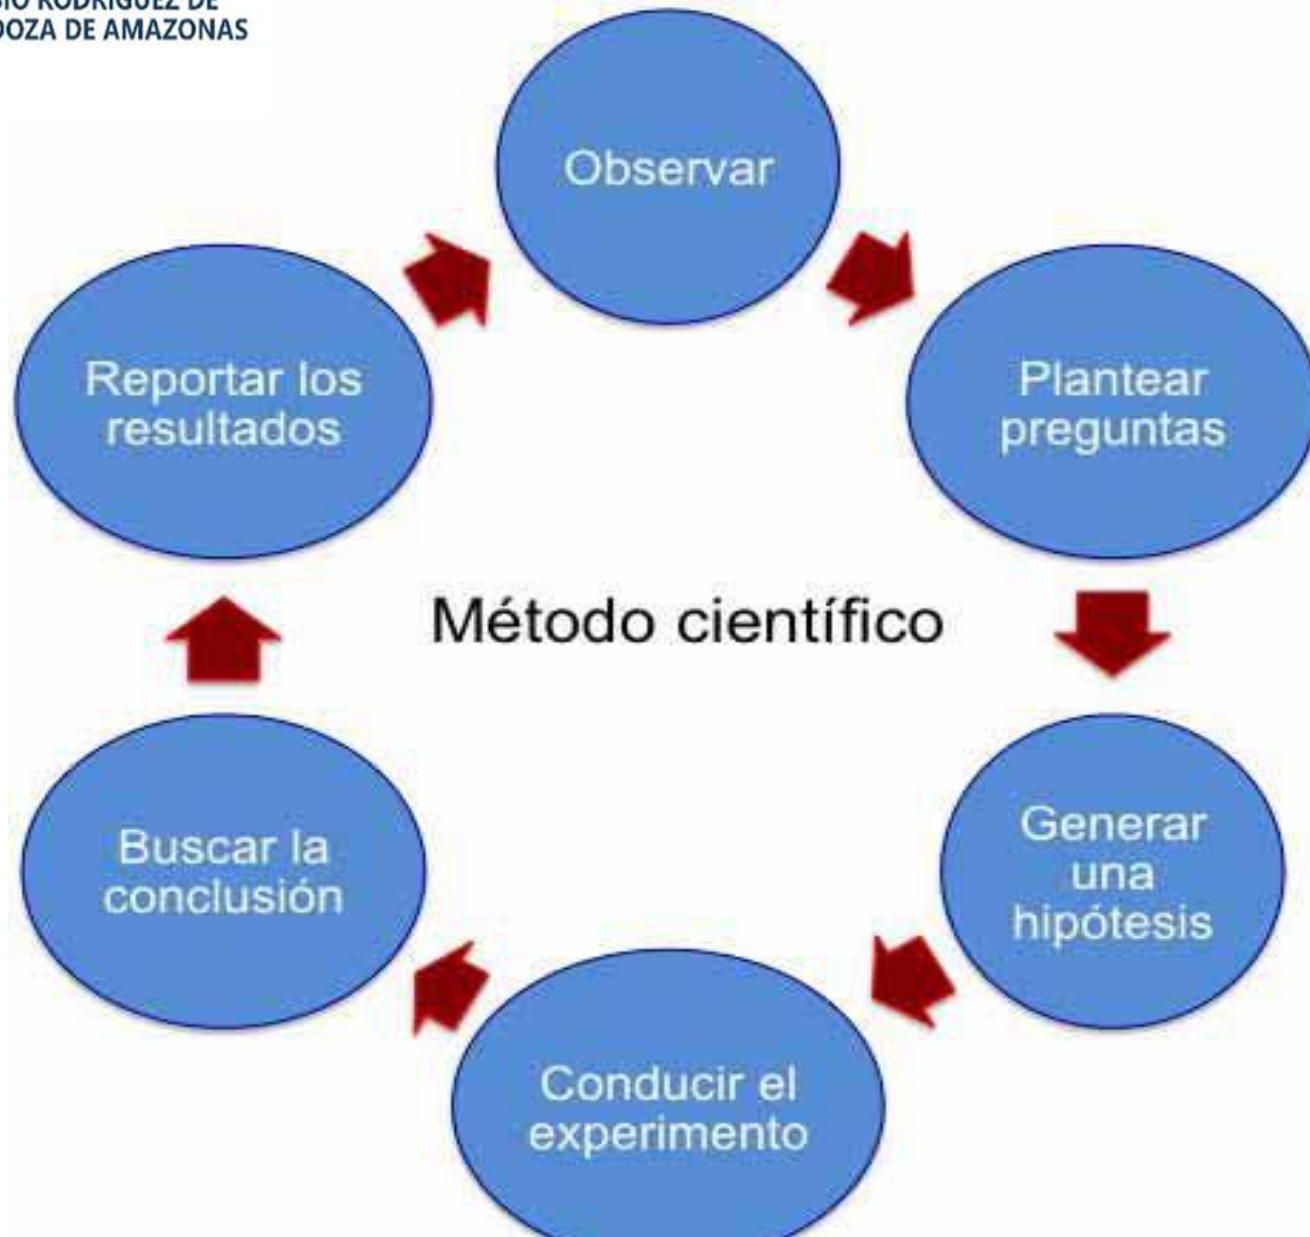 DOZA DE AMAZONAS
Observar
Plantear
preguntas
Generar
una
hipótesis
Conducir el
experimento
Buscar la
conclusión
Reportar los
resultados
Método científico